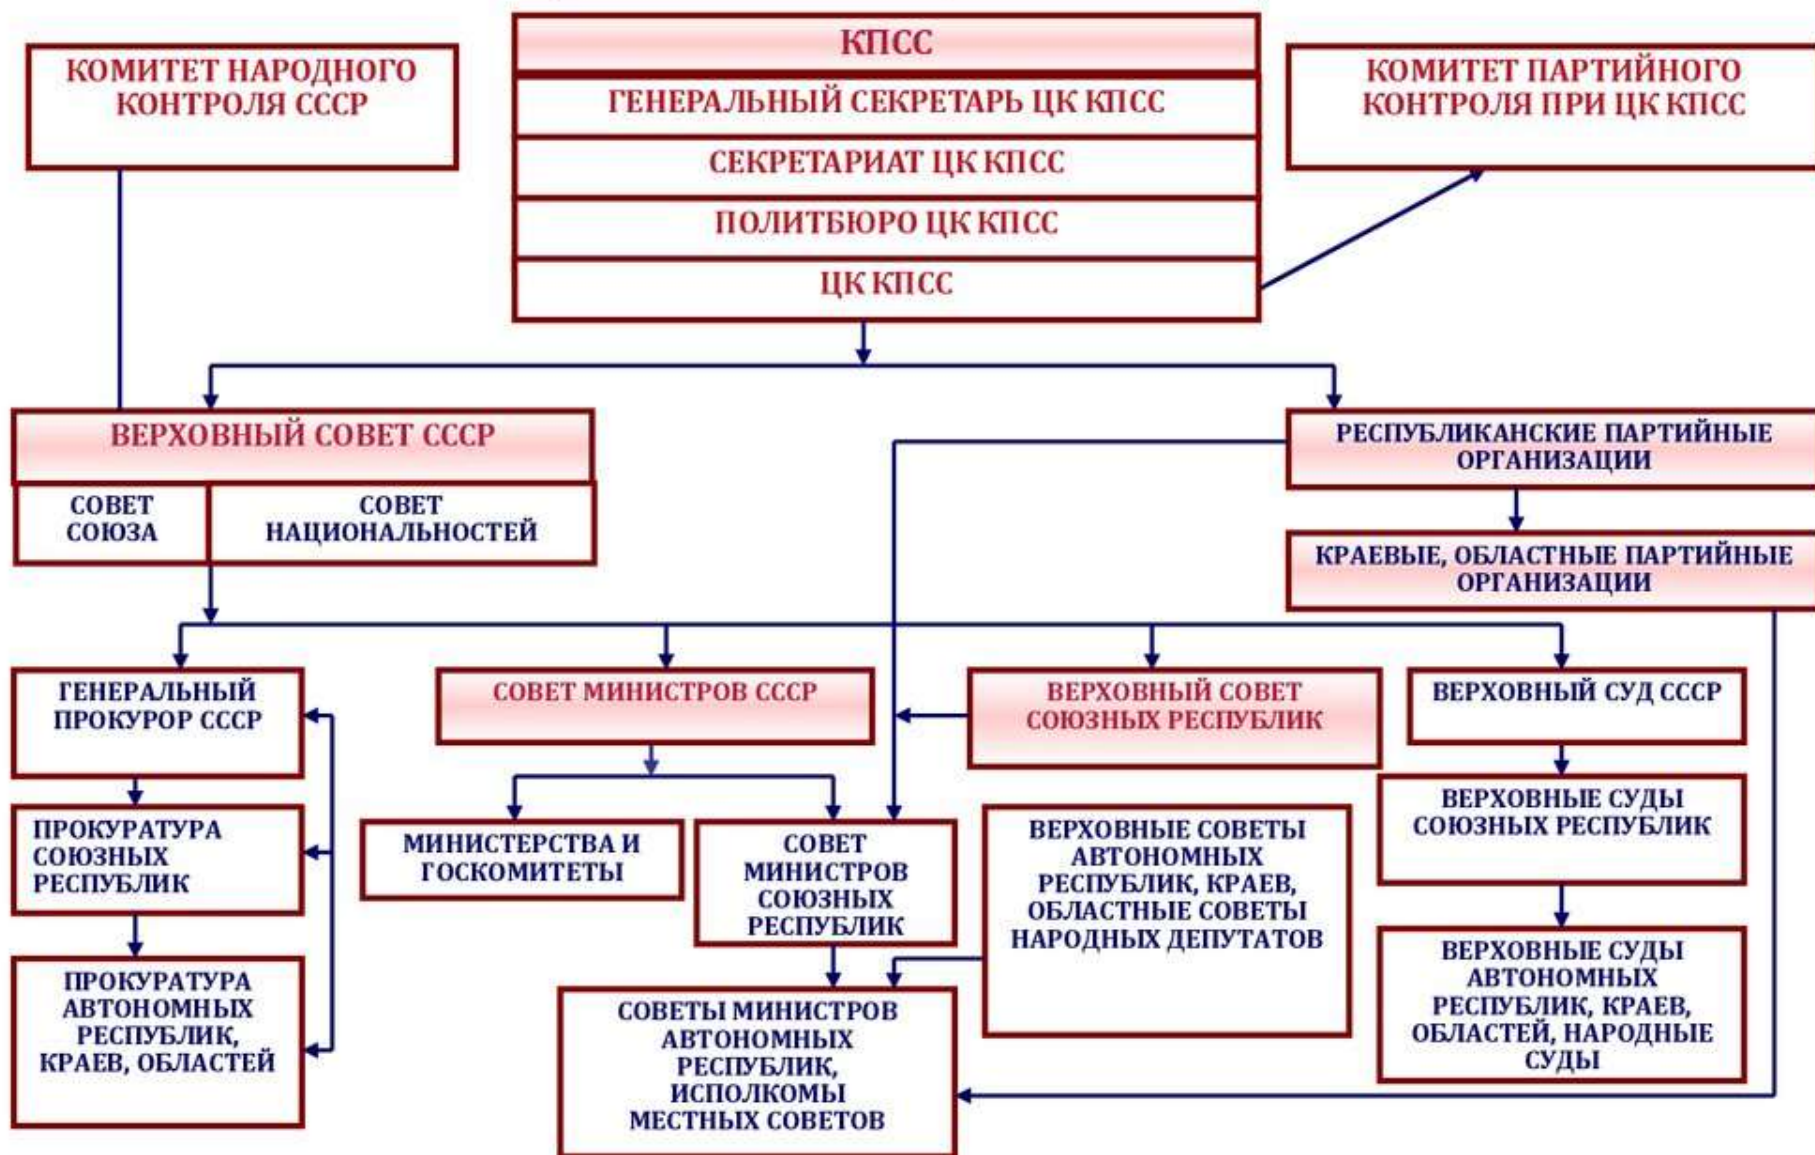 КПСС
КОМИТЕТ НАРОДНОГО
КОНТРОЛЯ СССР
ГЕНЕРАЛЬНЫЙ СЕКРЕТАРЬ ЦК КПСС
СЕКРЕТАРИАТ ЦК КПСС
ПОЛИТБЮРО ЦК КПСС
ЦК КПСС
КОМИТЕТ ПАРТИЙНОГО
КОНТРОЛЯ ПРИ ЦК КПСС
ВЕРХОВНЫЙ СОВЕТ СССР
СОВЕТ
СОЮЗА
СОВЕТ
НАЦИОНАЛЬНОСТЕЙ
РЕСПУБЛИКАНСКИЕ ПАРТИЙНЫЕ
ОРГАНИЗАЦИИ
КРАЕВЫЕ, ОБЛАСТНЫЕ ПАРТИЙНЫЕ
ОРГАНИЗАЦИИ
ГЕНЕРАЛЬНЫЙ
ПРОКУРОР СССР
СОВЕТ МИНИСТРОВ СССР
ВЕРХОВНЫЙ СОВЕТ
СОЮЗНЫХ РЕСПУБЛИК
ВЕРХОВНЫЙ СУД СССР
ПРОКУРАТУРА
СОЮЗНЫХ
РЕСПУБЛИК
МИНИСТЕРСТВА И
ГОСКОМИТЕТЫ
СОВЕТ
МИНИСТРОВ
СОЮЗНЫХ
РЕСПУБЛИК
ВЕРХОВНЫЕ СОВЕТЫ
АВТОНОМНЫХ
РЕСПУБЛИК, КРАЕВ,
ОБЛАСТНЫЕ СОВЕТЫ
НАРОДНЫХ ДЕПУТАТОВ
ВЕРХОВНЫЕ СУДЫ
СОЮЗНЫХ РЕСПУБЛИК
ПРОКУРАТУРА
АВТОНОМНЫХ
РЕСПУБЛИК,
КРАЕВ, ОБЛАСТЕЙ
СОВЕТЫ МИНИСТРОВ
АВТОНОМНЫХ
РЕСПУБЛИК,
ИСПОЛКОМЫ
МЕСТНЫХ СОВЕТОВ
ВЕРХОВНЫЕ СУДЫ
АВТОНОМНЫХ
РЕСПУБЛИК, КРАЕВ,
ОБЛАСТЕЙ, НАРОДНЫЕ
СУДЫ